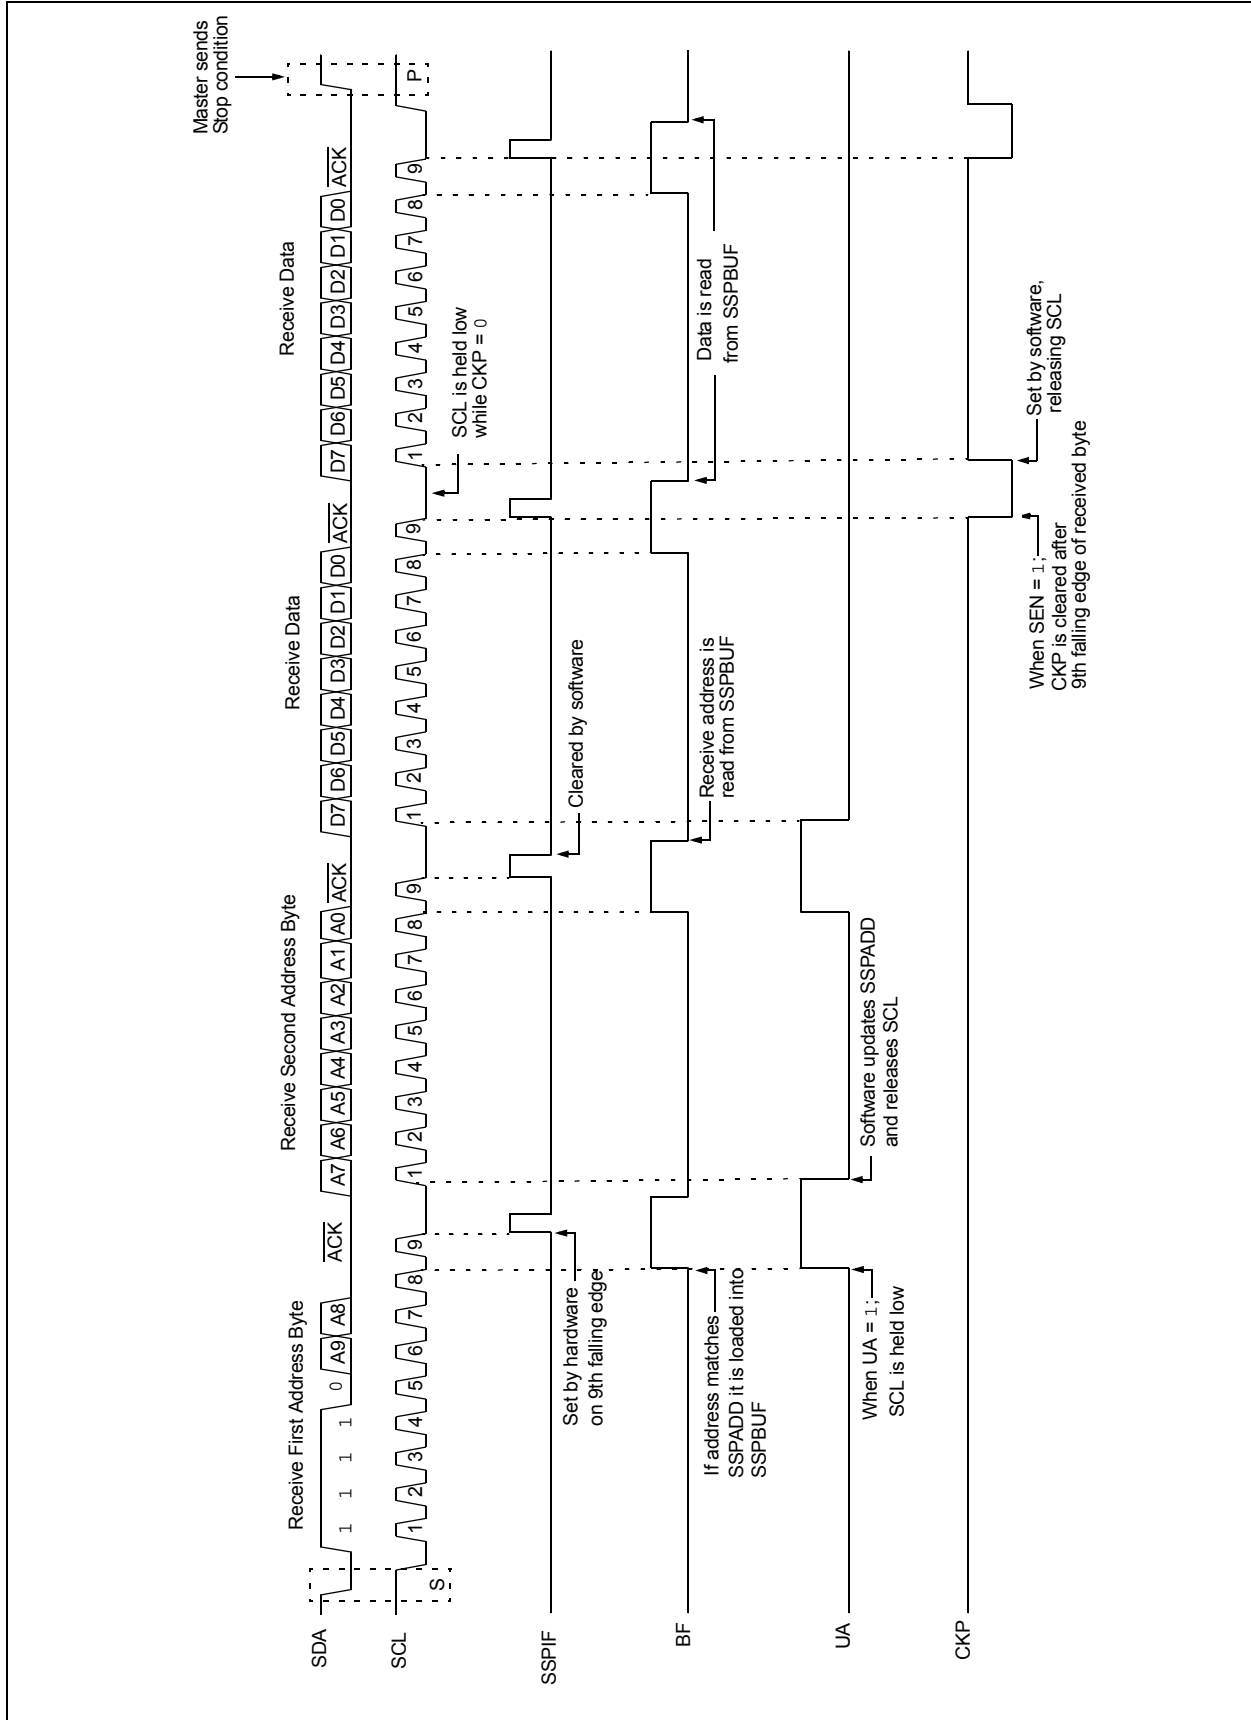 Master sends
Stop condition
Receive First Address Byte
Receive Second Address Byte
Receive Data
Receive Data
SDA
1 1 1 1 0 A9 A8 ACK A7 A6 A5 A4 A3 A2 A1 A0 ACK D7 D6 D5 D4 D3 D2 D1 D0 ACK D7 D6 D5 D4 D3 D2 D1 D0 ACK
SCL
S 1 2 3 4 5 6 7 8 9 1 2 3 4 5 6 7 8 9 1 2 3 4 5 6 7 8 9 1 2 3 4 5 6 7 8 9 P
SCL is held low
while CKP = 0
SSPIF
Set by hardware
on 9th falling edge
Cleared by software
BF
If address matches
SSPADD it is loaded into
SSPBUF
Receive address is
read from SSPBUF
Data is read
from SSPBUF
UA
When UA = 1;
SCL is held low
Software updates SSPADD
and releases SCL
CKP
When SEN = 1;
CKP is cleared after
9th falling edge of received byte
Set by software,
releasing SCL